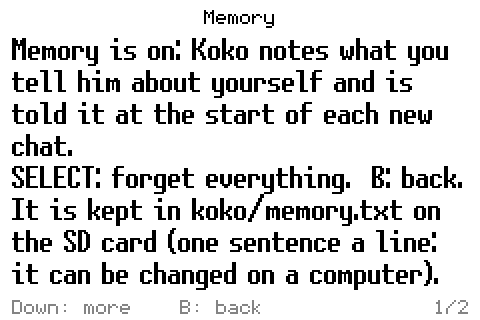 Memory
Memory is on: Koko notes what you
tell him about yourself and is
told it at the start of each new
chat.
SELECT: forget everything.  B: back.
It is kept in koko/memory.txt on
the SD card (one sentence a line:
it can be changed on a computer).
Down: more    B: back    1/2